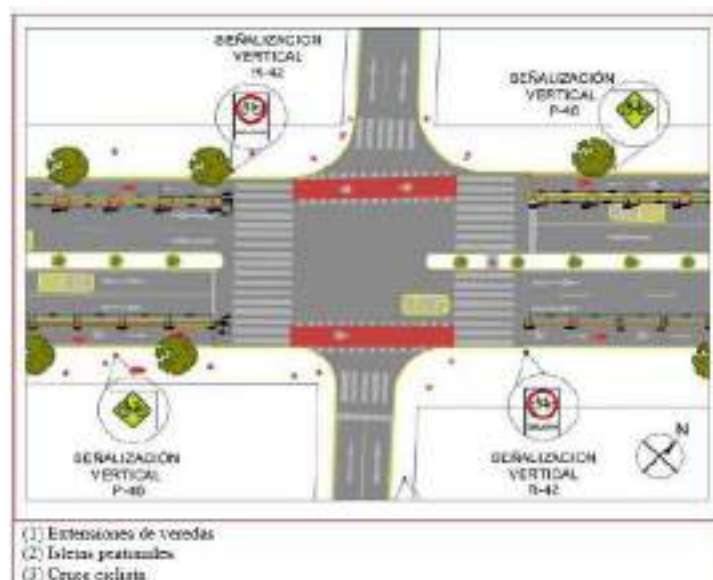 SEÑALIZACION
VERTICAL
R-42
SEÑALIZACIÓN
VERTICAL
P-46
SEÑALIZACIÓN
VERTICAL
P-46
SEÑALIZACION
VERTICAL
R-42
N
(1) Extensiones de veredas
(2) Isletas peatonales
(3) Cruce ciclista